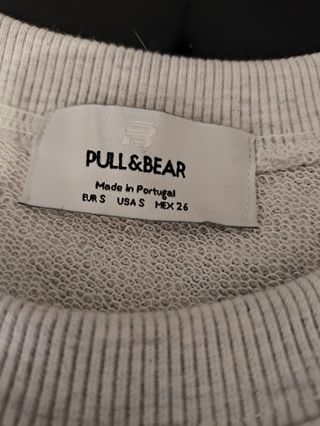 PULL&BEAR
Made in Portugal
EUR S USA S MEX 26